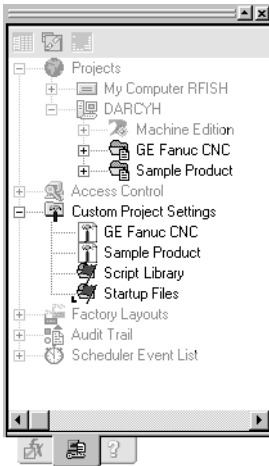 Projects
My Computer RFISH
DARCYH
Machine Edition
GE Fanuc CNC
Sample Product
Access Control
Custom Project Settings
GE Fanuc CNC
Sample Product
Script Library
Startup Files
Factory Layouts
Audit Trail
Scheduler Event List